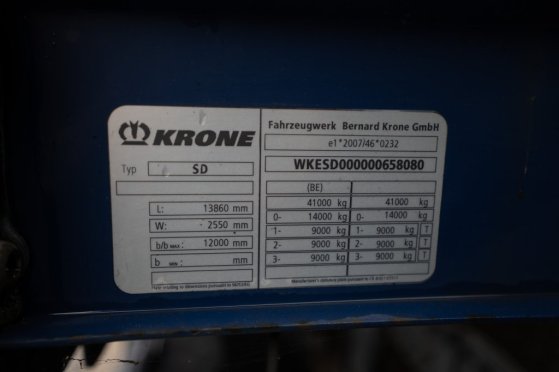 KRONE
Typ SD
L: 13860 mm
W: 2550 mm
b/b MAX: 12000 mm
b MIN: mm
Fahrzeugwerk Bernard Krone GmbH
e1*2007/46*0232
WKESD000000658080
(BE)
41000 kg 41000 kg
0- 14000 kg 0- 14000 kg
1- 9000 kg 1- 9000 kg T
2- 9000 kg 2- 9000 kg T
3- 9000 kg 3- 9000 kg T